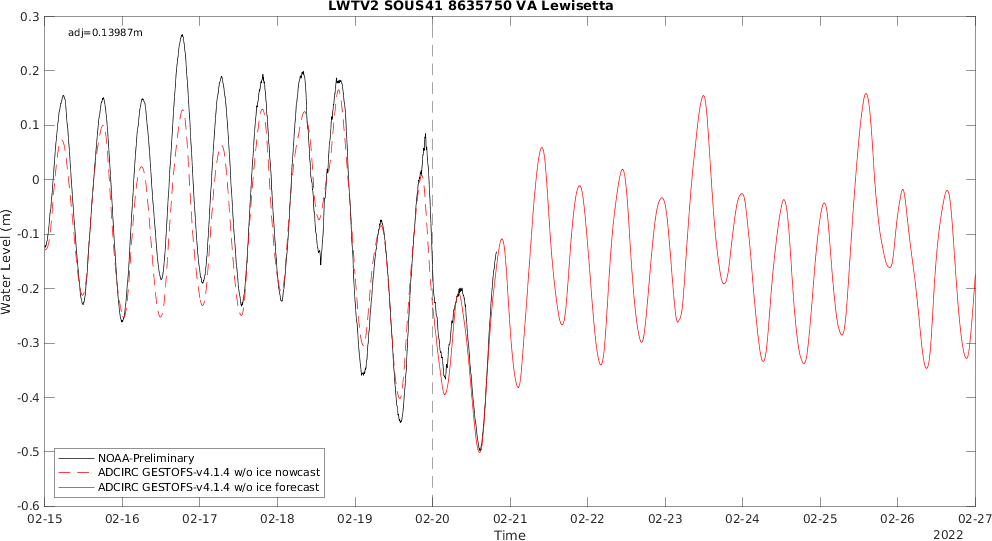 LWTV2 SOUS41 8635750 VA Lewisetta
adj=0.13987m
0.3
0.2
0.1
0
-0.1
-0.2
-0.3
-0.4
-0.5
-0.6
Water Level (m)
NOAA-Preliminary
ADCIRC GESTOFS-v4.1.4 w/o ice nowcast
ADCIRC GESTOFS-v4.1.4 w/o ice forecast
02-15 02-16 02-17 02-18 02-19 02-20 02-21 02-22 02-23 02-24 02-25 02-26 02-27
Time
2022